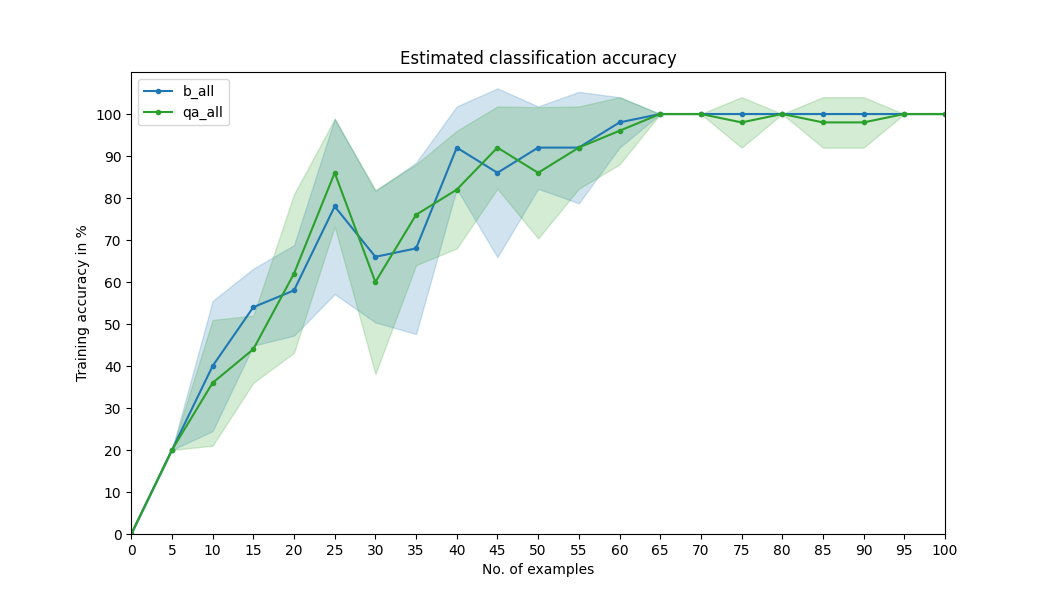 Estimated classification accuracy
b_all
qa_all
Training accuracy in %
100
90
80
70
60
50
40
30
20
10
0
0 5 10 15 20 25 30 35 40 45 50 55 60 65 70 75 80 85 90 95 100
No. of examples